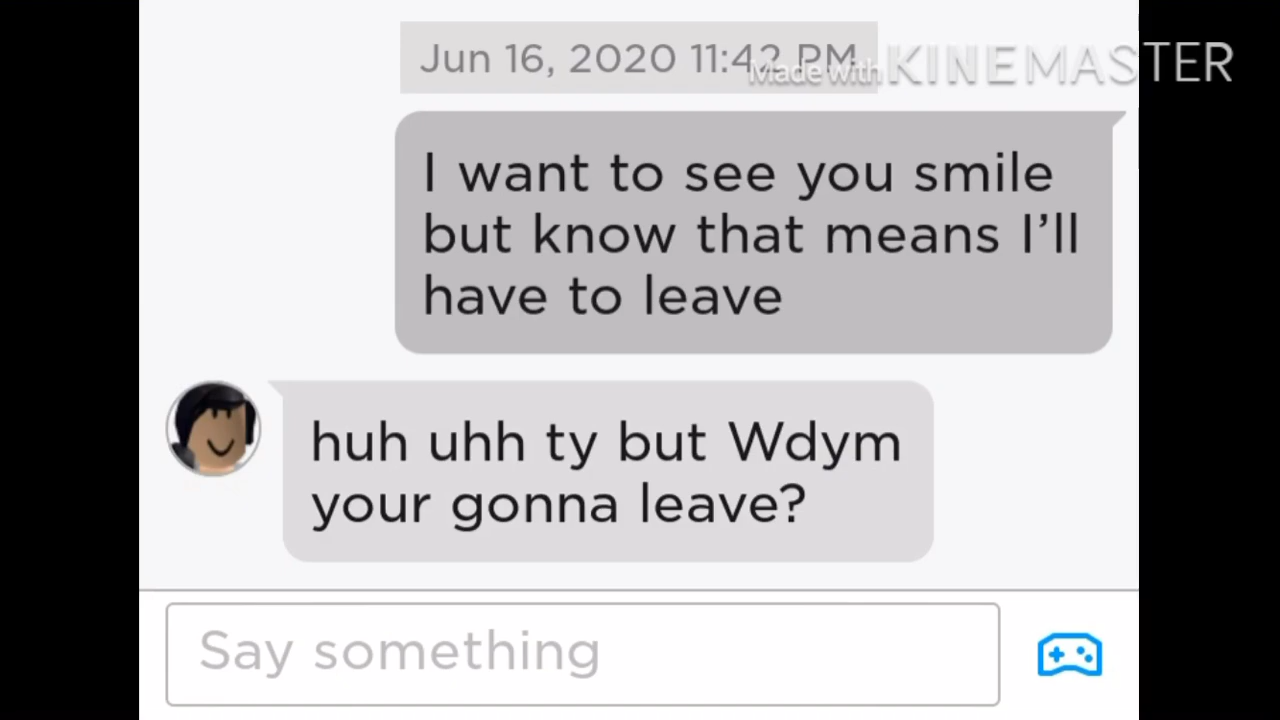 Jun 16, 2020 11:42 PM
Made with KINEMASTER
I want to see you smile
but know that means I'll
have to leave
huh uhh ty but Wdym
your gonna leave?
Say something